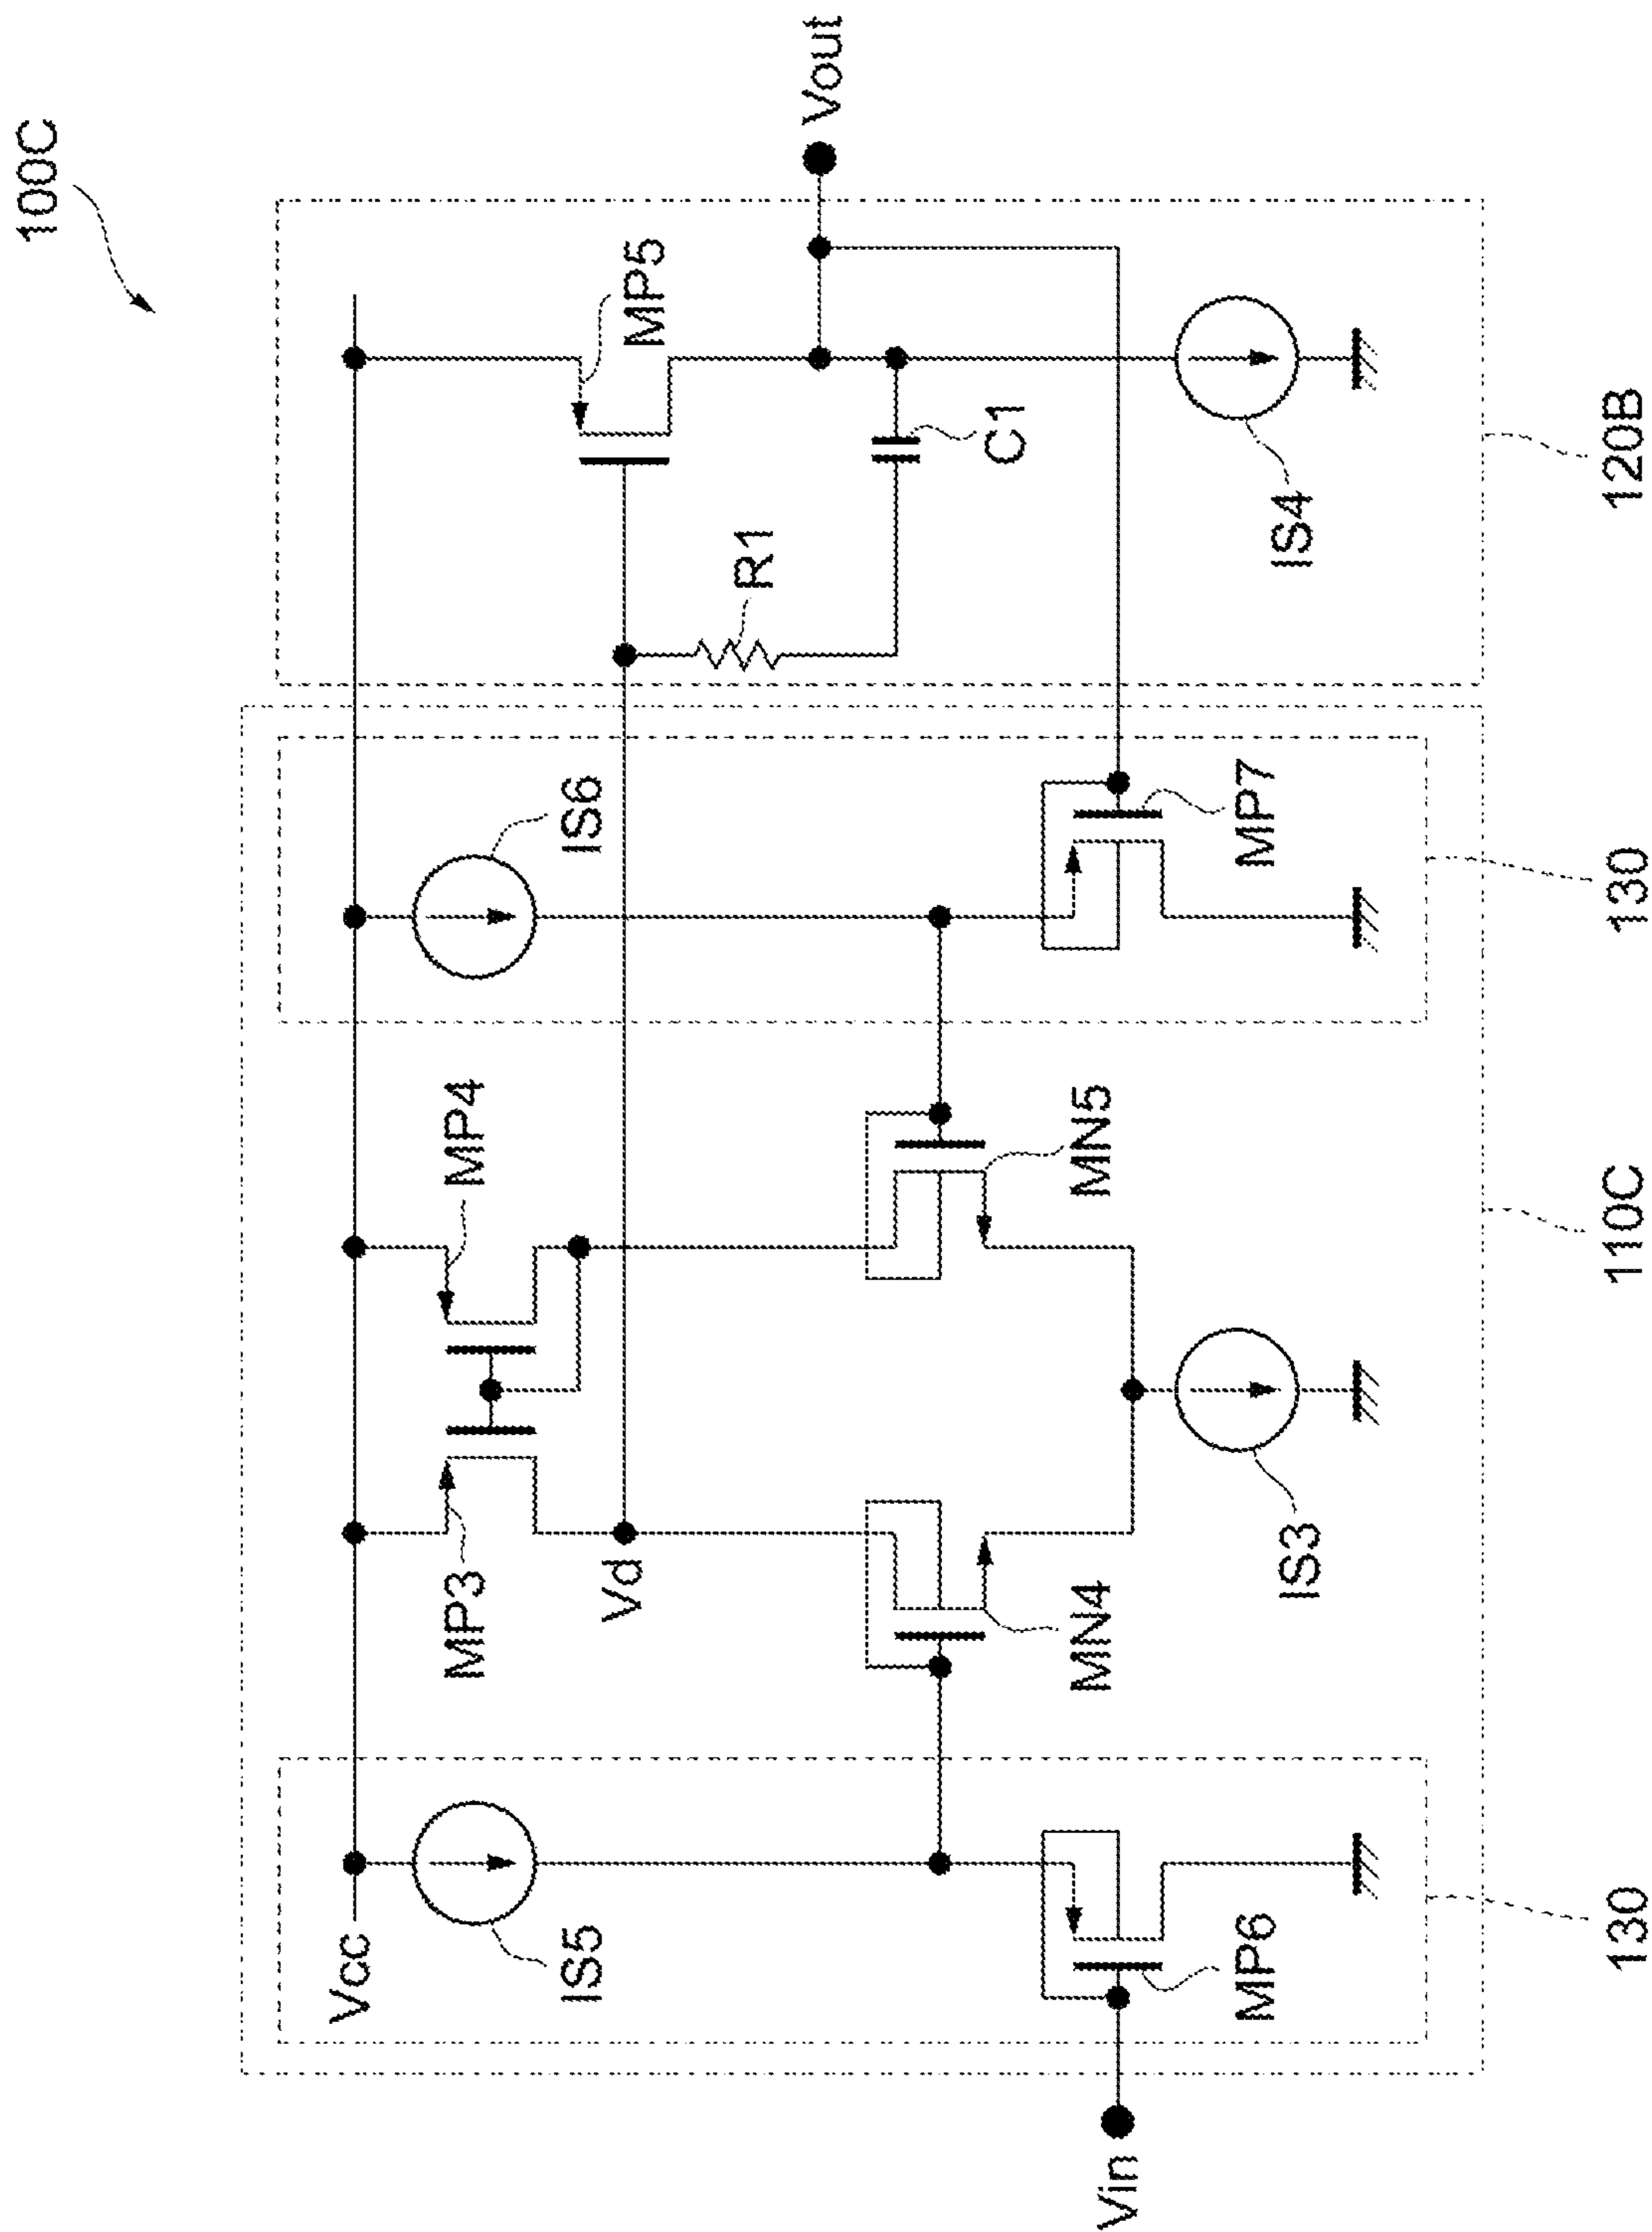 100C
Vcc
IS5
MP3
MP4
IS6
MP5
Vout
Vd
R1
C1
MN4
MN5
Vin
MP6
IS3
MP7
IS4
130
110C
130
120B